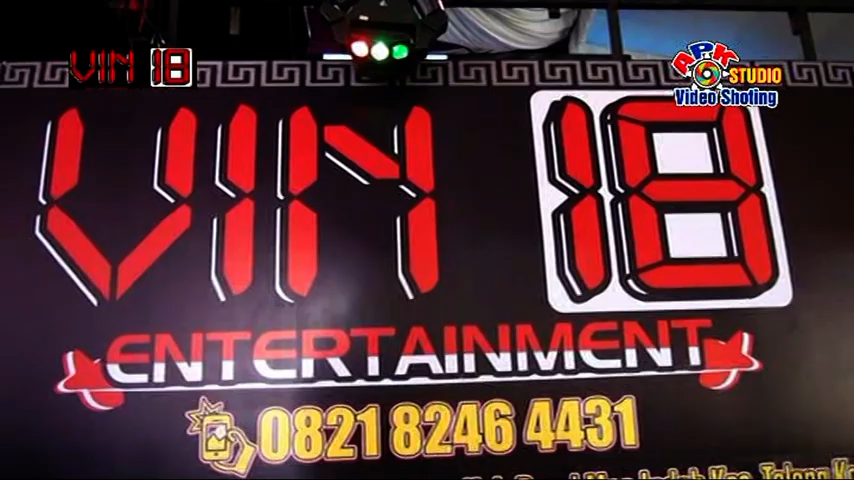 VIN 18
APK
STUDIO
Video Shoting
VIN 18
ENTERTAINMENT
0821 8246 4431